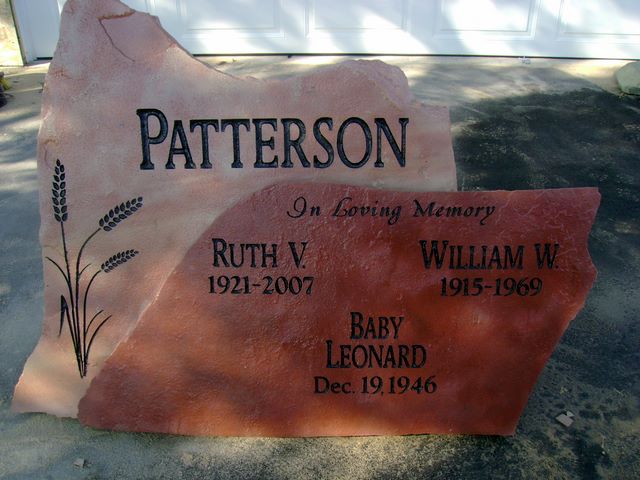 PATTERSON
In Loving Memory
RUTH V.
1921-2007
WILLIAM W.
1915-1969
BABY
LEONARD
Dec. 19, 1946